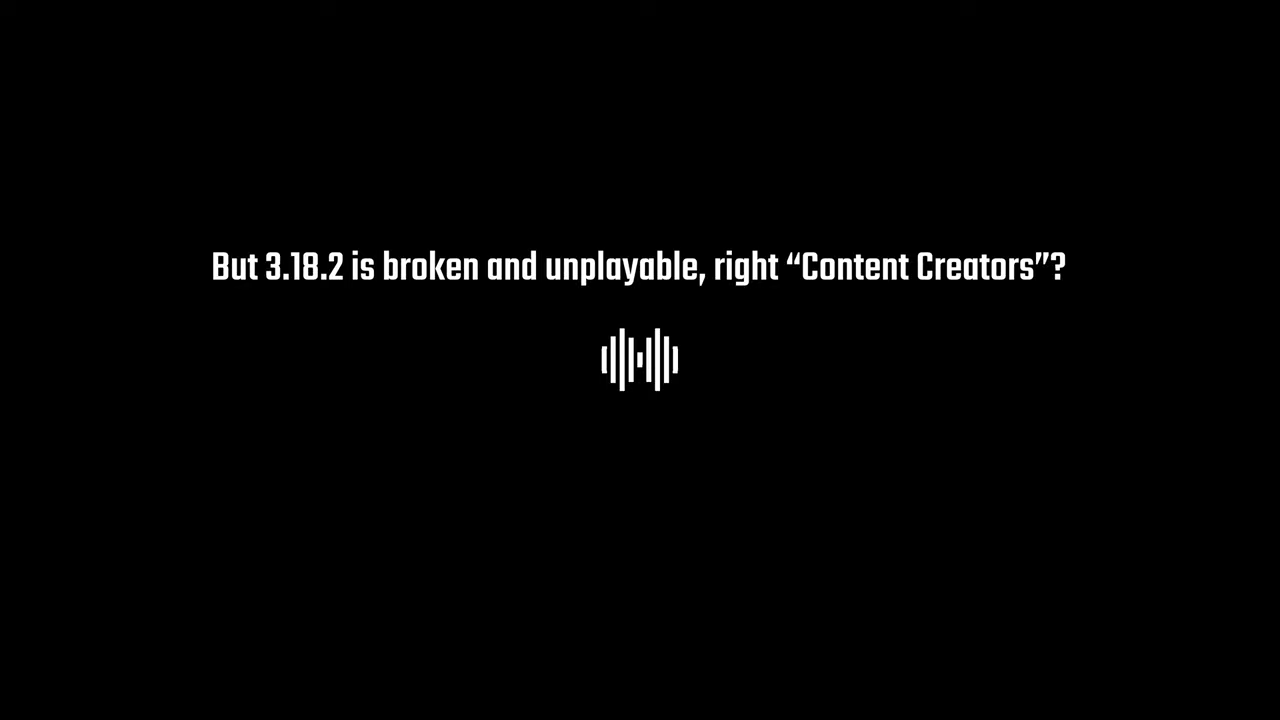 But 3.18.2 is broken and unplayable, right “Content Creators”?